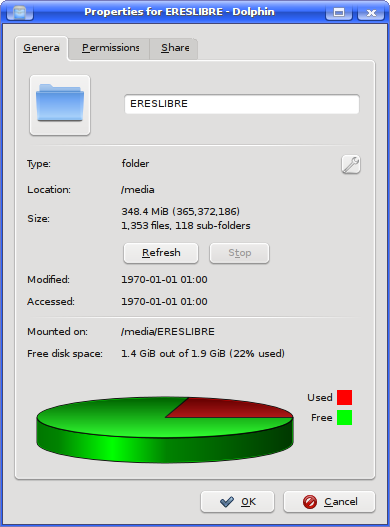 Properties for ERESLIBRE - Dolphin
Genera Permissions Share
ERESLIBRE
Type: folder
Location: /media
Size: 348.4 MiB (365,372,186)
1,353 files, 118 sub-folders
Refresh Stop
Modified: 1970-01-01 01:00
Accessed: 1970-01-01 01:00
Mounted on: /media/ERESLIBRE
Free disk space: 1.4 GiB out of 1.9 GiB (22% used)
Used
Free
OK Cancel